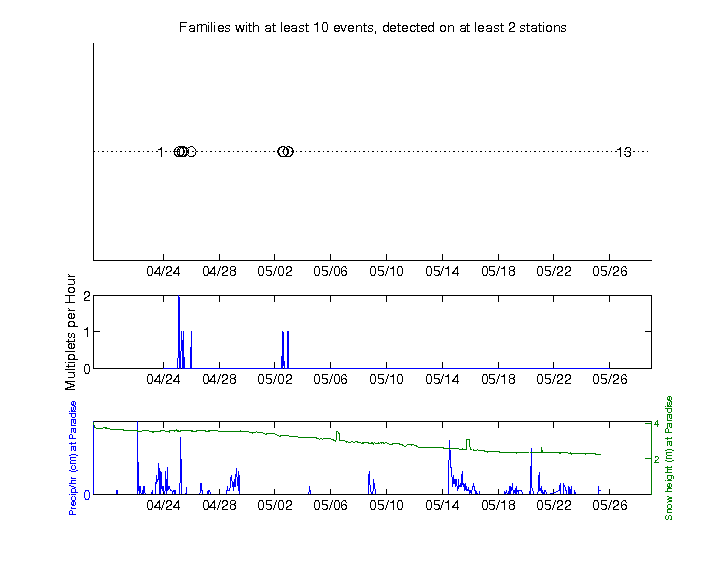 Families with at least 10 events, detected on at least 2 stations
1
13
04/24 04/28 05/02 05/06 05/10 05/14 05/18 05/22 05/26
Multiplets per Hour
2
1
0
04/24 04/28 05/02 05/06 05/10 05/14 05/18 05/22 05/26
Precip/hr (cm) at Paradise
0
4
2
Snow height (m) at Paradise
04/24 04/28 05/02 05/06 05/10 05/14 05/18 05/22 05/26